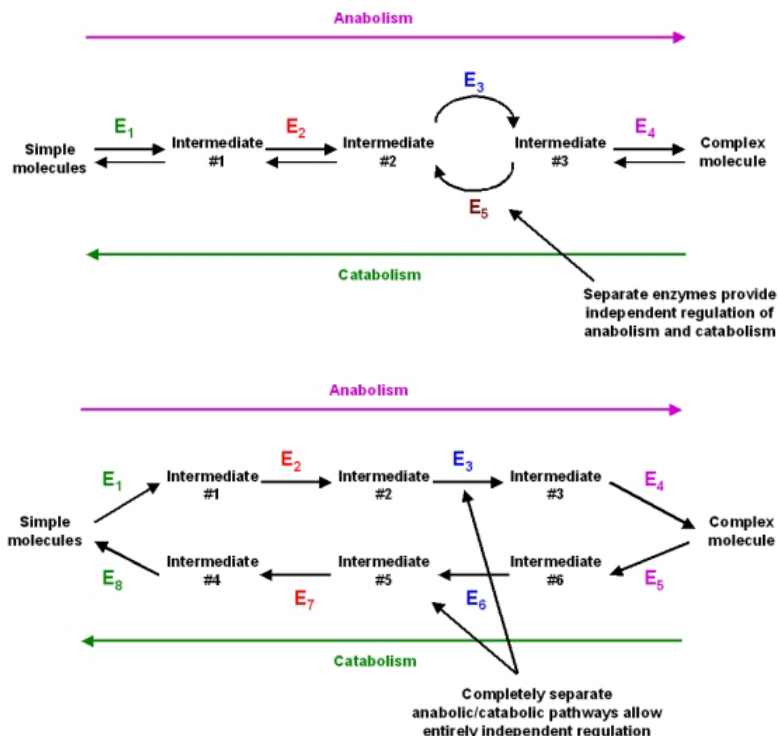 Anabolism
E3
E1
E2
E4
Simple
molecules
Intermediate
#1
Intermediate
#2
Intermediate
#3
Complex
molecule
E5
Catabolism
Separate enzymes provide
independent regulation of
anabolism and catabolism
Anabolism
E1
E2
E3
E4
Intermediate
#1
Intermediate
#2
Intermediate
#3
Simple
molecules
Complex
molecule
Intermediate
#4
Intermediate
#5
Intermediate
#6
E8
E7
E6
E5
Catabolism
Completely separate
anabolic/catabolic pathways allow
entirely independent regulation